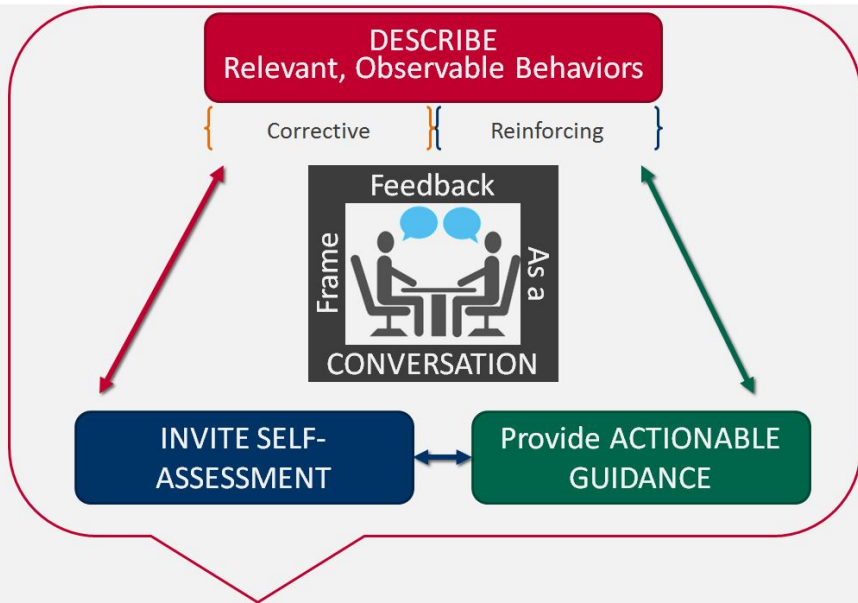 DESCRIBE
Relevant, Observable Behaviors
Corrective
Reinforcing
Frame
Feedback
As a
CONVERSATION
INVITE SELF-
ASSESSMENT
Provide ACTIONABLE
GUIDANCE